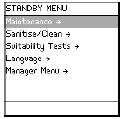 STANDBY MENU
Maintenance →
Sanitise/Clean →
Suitability Tests →
Language →
Manager Menu →